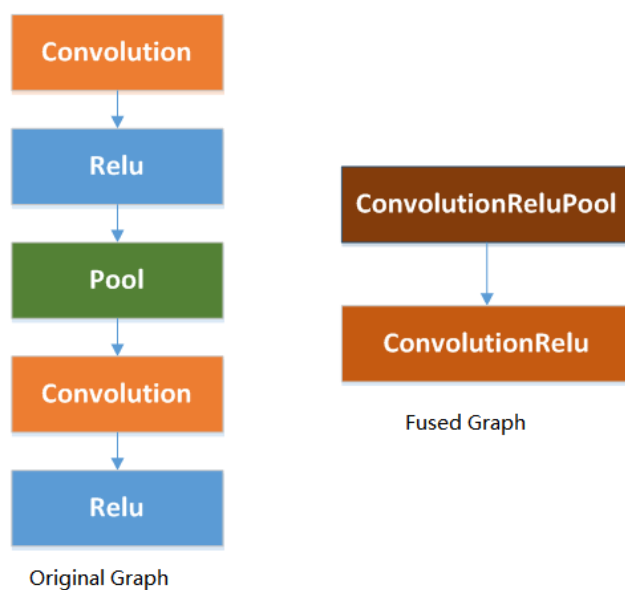 Convolution
Relu
Pool
Convolution
Relu
Original Graph
ConvolutionReluPool
ConvolutionRelu
Fused Graph